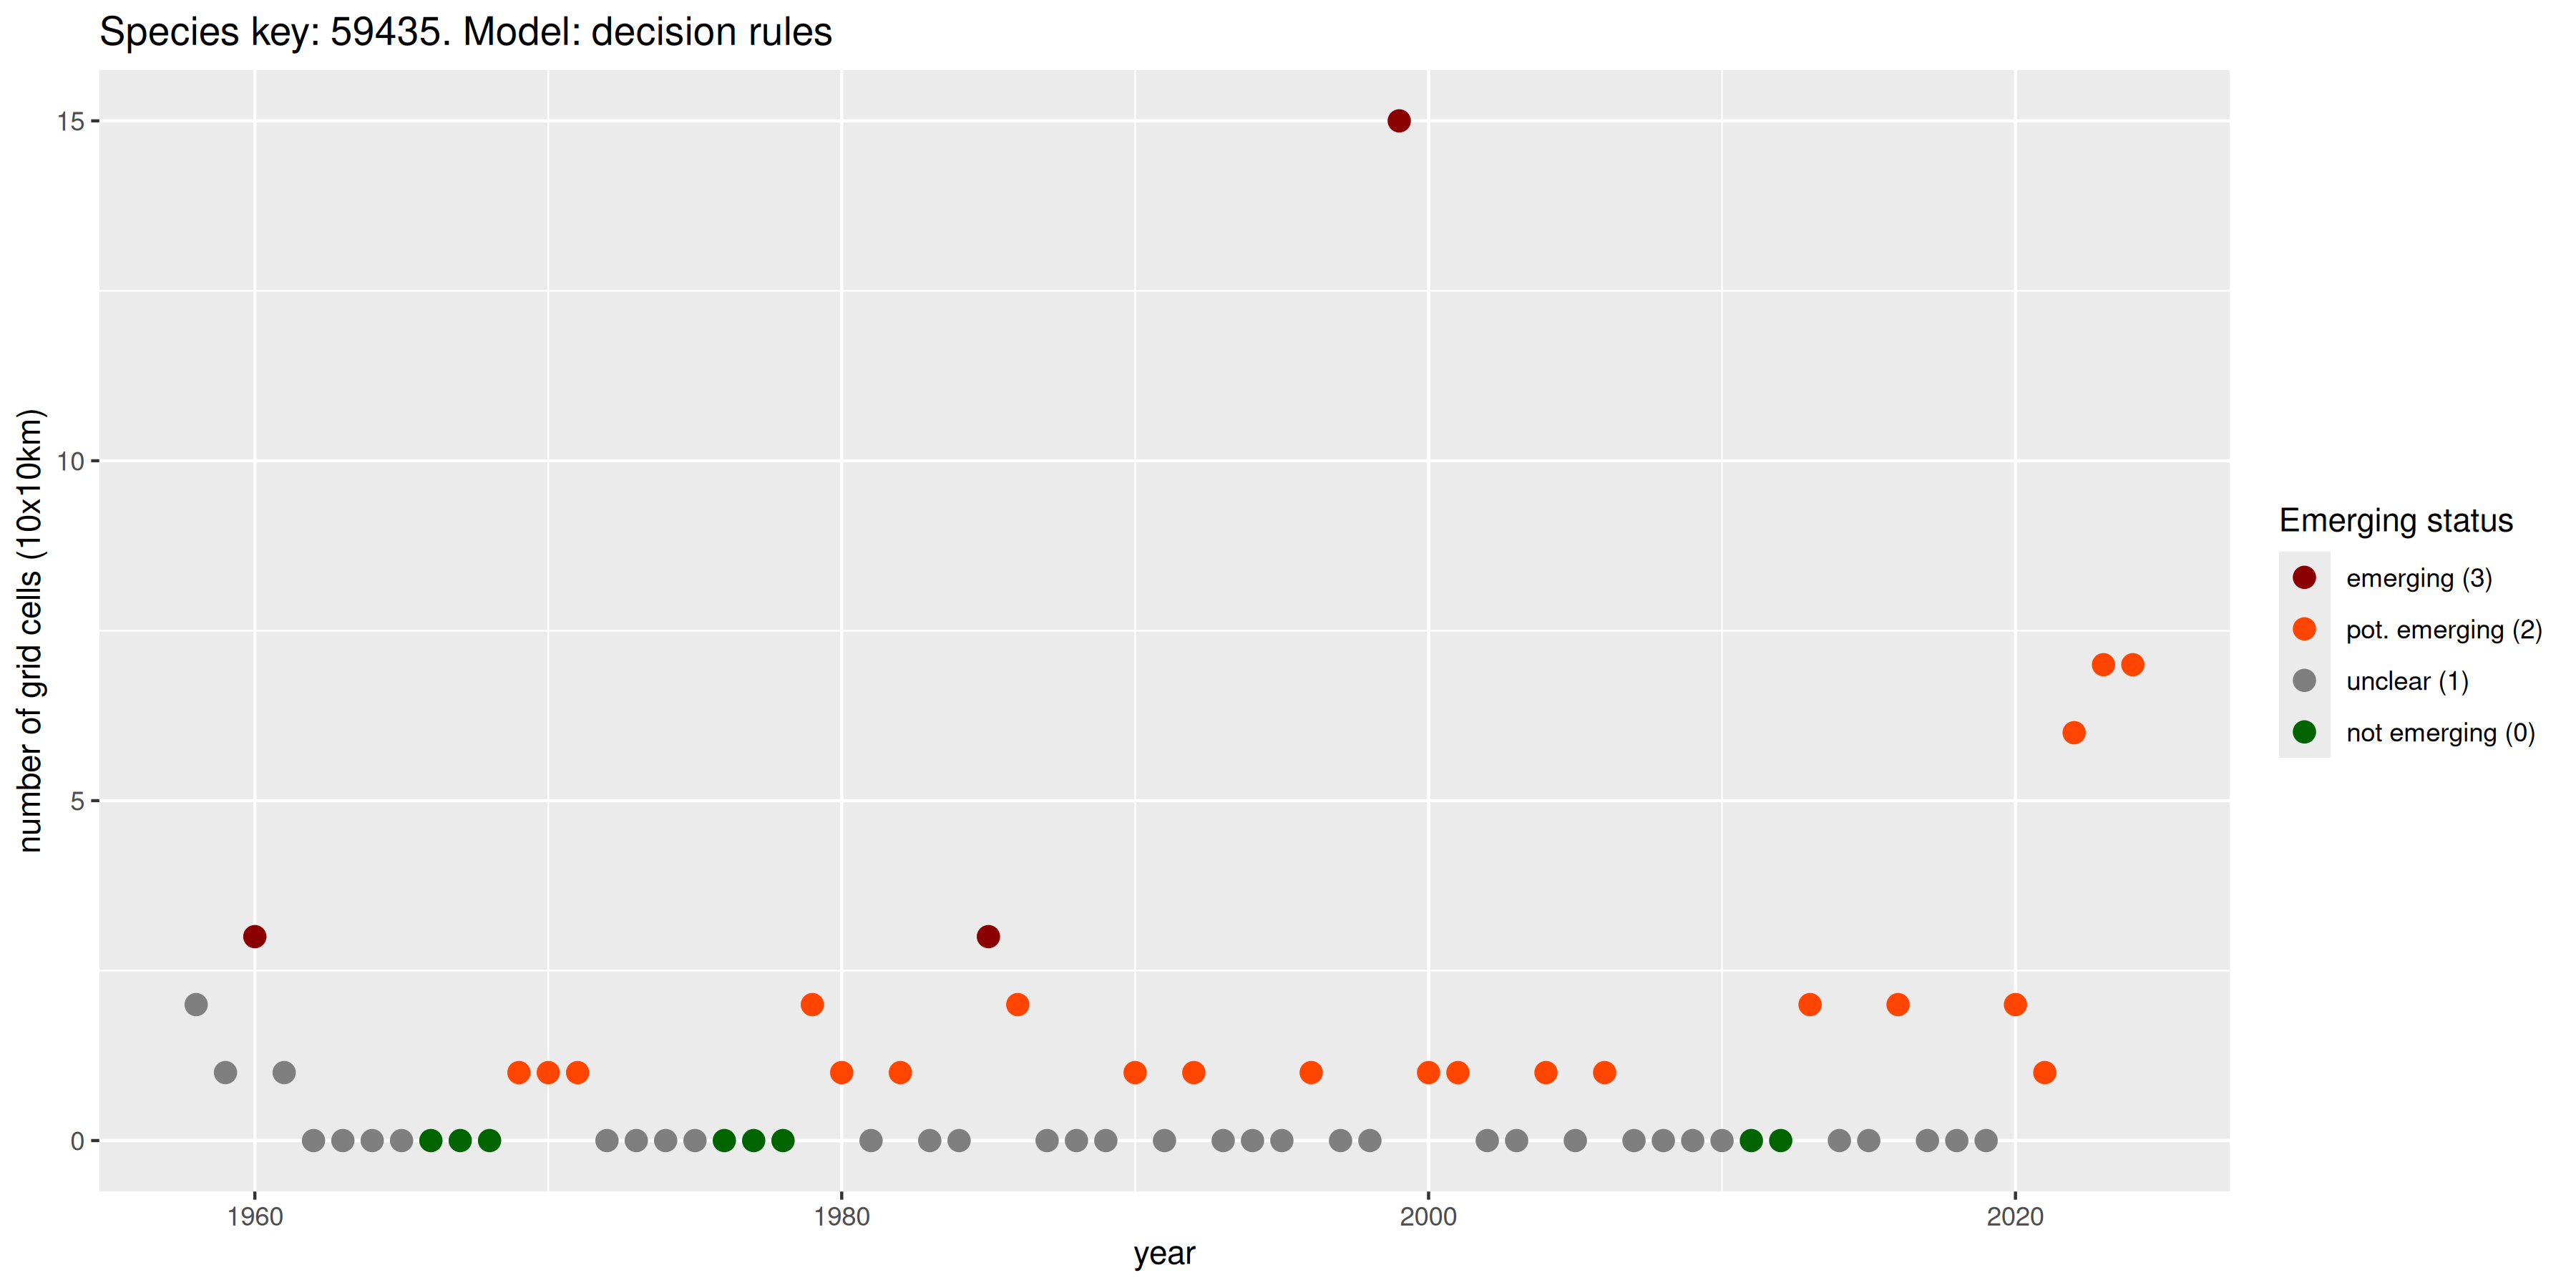 Species key: 59435. Model: decision rules
number of grid cells (10x10km)
15
10
5
0
1960
1980
2000
2020
year
Emerging status
emerging (3)
pot. emerging (2)
unclear (1)
not emerging (0)